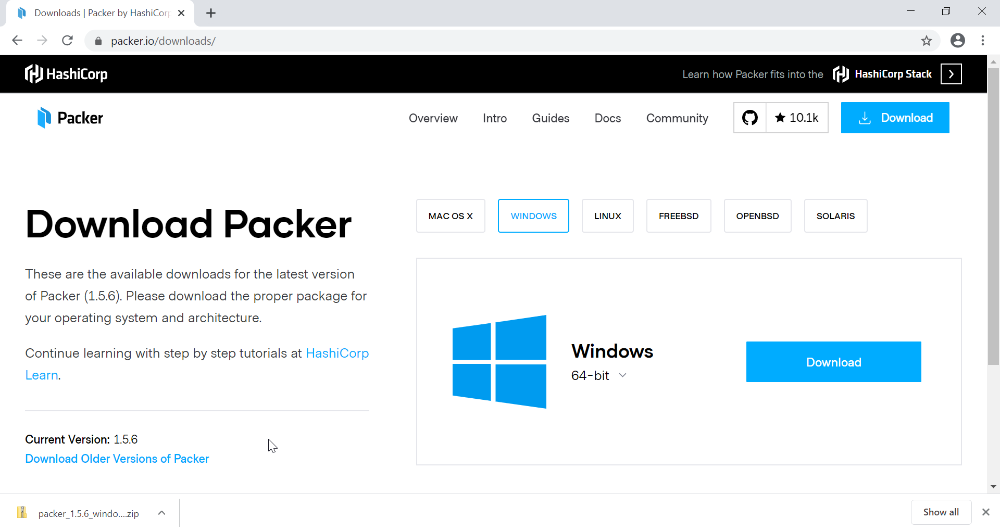 Downloads | Packer by HashiCorp
packer.io/downloads/
HashiCorp
Learn how Packer fits into the HashiCorp Stack
Packer
Overview Intro Guides Docs Community 10.1k Download
MAC OS X WINDOWS LINUX FREEBSD OPENBSD SOLARIS
Download Packer
These are the available downloads for the latest version
of Packer (1.5.6). Please download the proper package for
your operating system and architecture.
Continue learning with step by step tutorials at HashiCorp
Learn.
Windows
64-bit
Download
Current Version: 1.5.6
Download Older Versions of Packer
packer_1.5.6_windo....zip
Show all